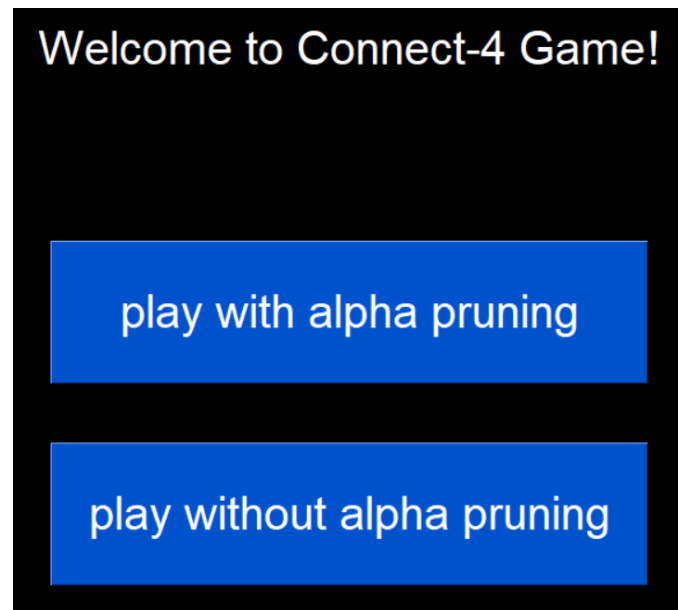 Welcome to Connect-4 Game!
play with alpha pruning
play without alpha pruning